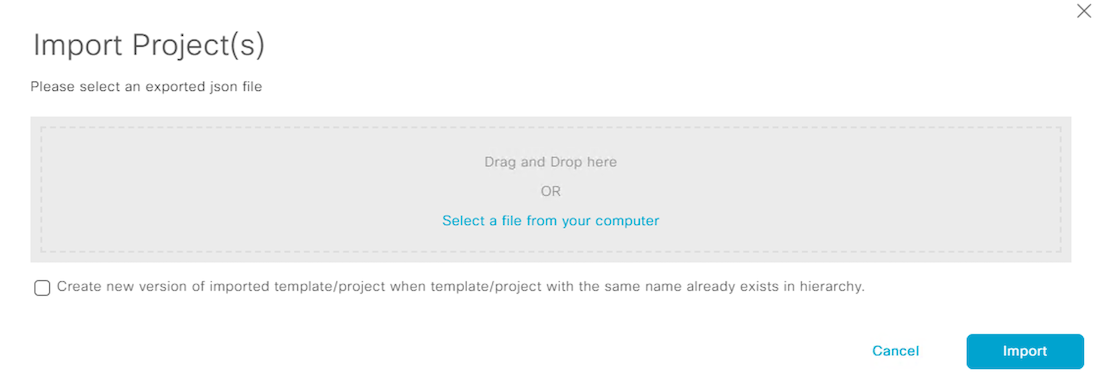 Import Project(s)
Please select an exported json file
Drag and Drop here
OR
Select a file from your computer
Create new version of imported template/project when template/project with the same name already exists in hierarchy.
Cancel
Import